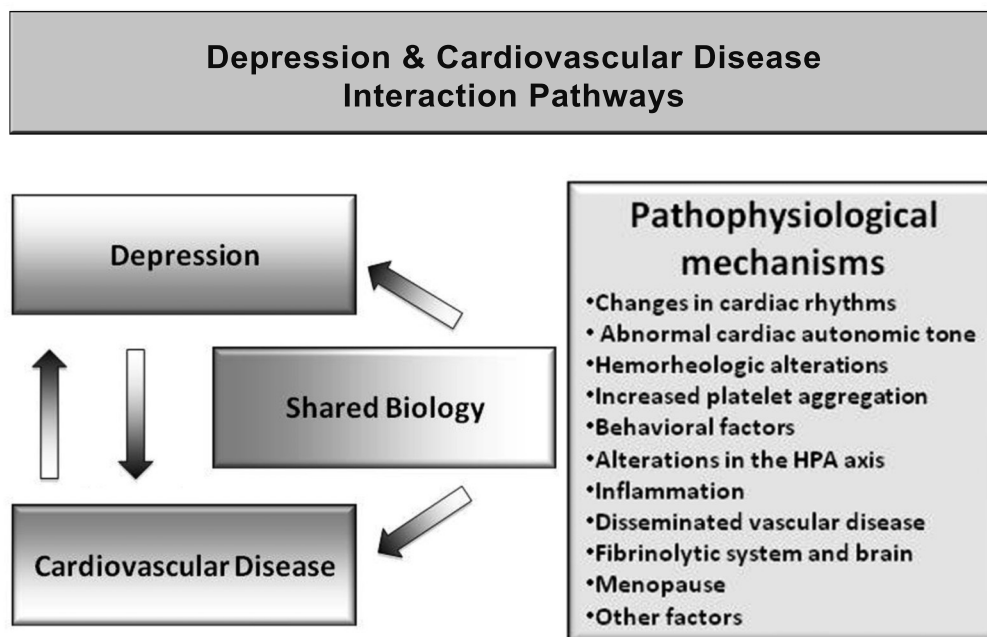 Depression & Cardiovascular Disease
Interaction Pathways
Depression
Shared Biology
Cardiovascular Disease
Pathophysiological
mechanisms
•Changes in cardiac rhythms
• Abnormal cardiac autonomic tone
•Hemorheologic alterations
•Increased platelet aggregation
•Behavioral factors
•Alterations in the HPA axis
•Inflammation
•Disseminated vascular disease
•Fibrinolytic system and brain
•Menopause
•Other factors